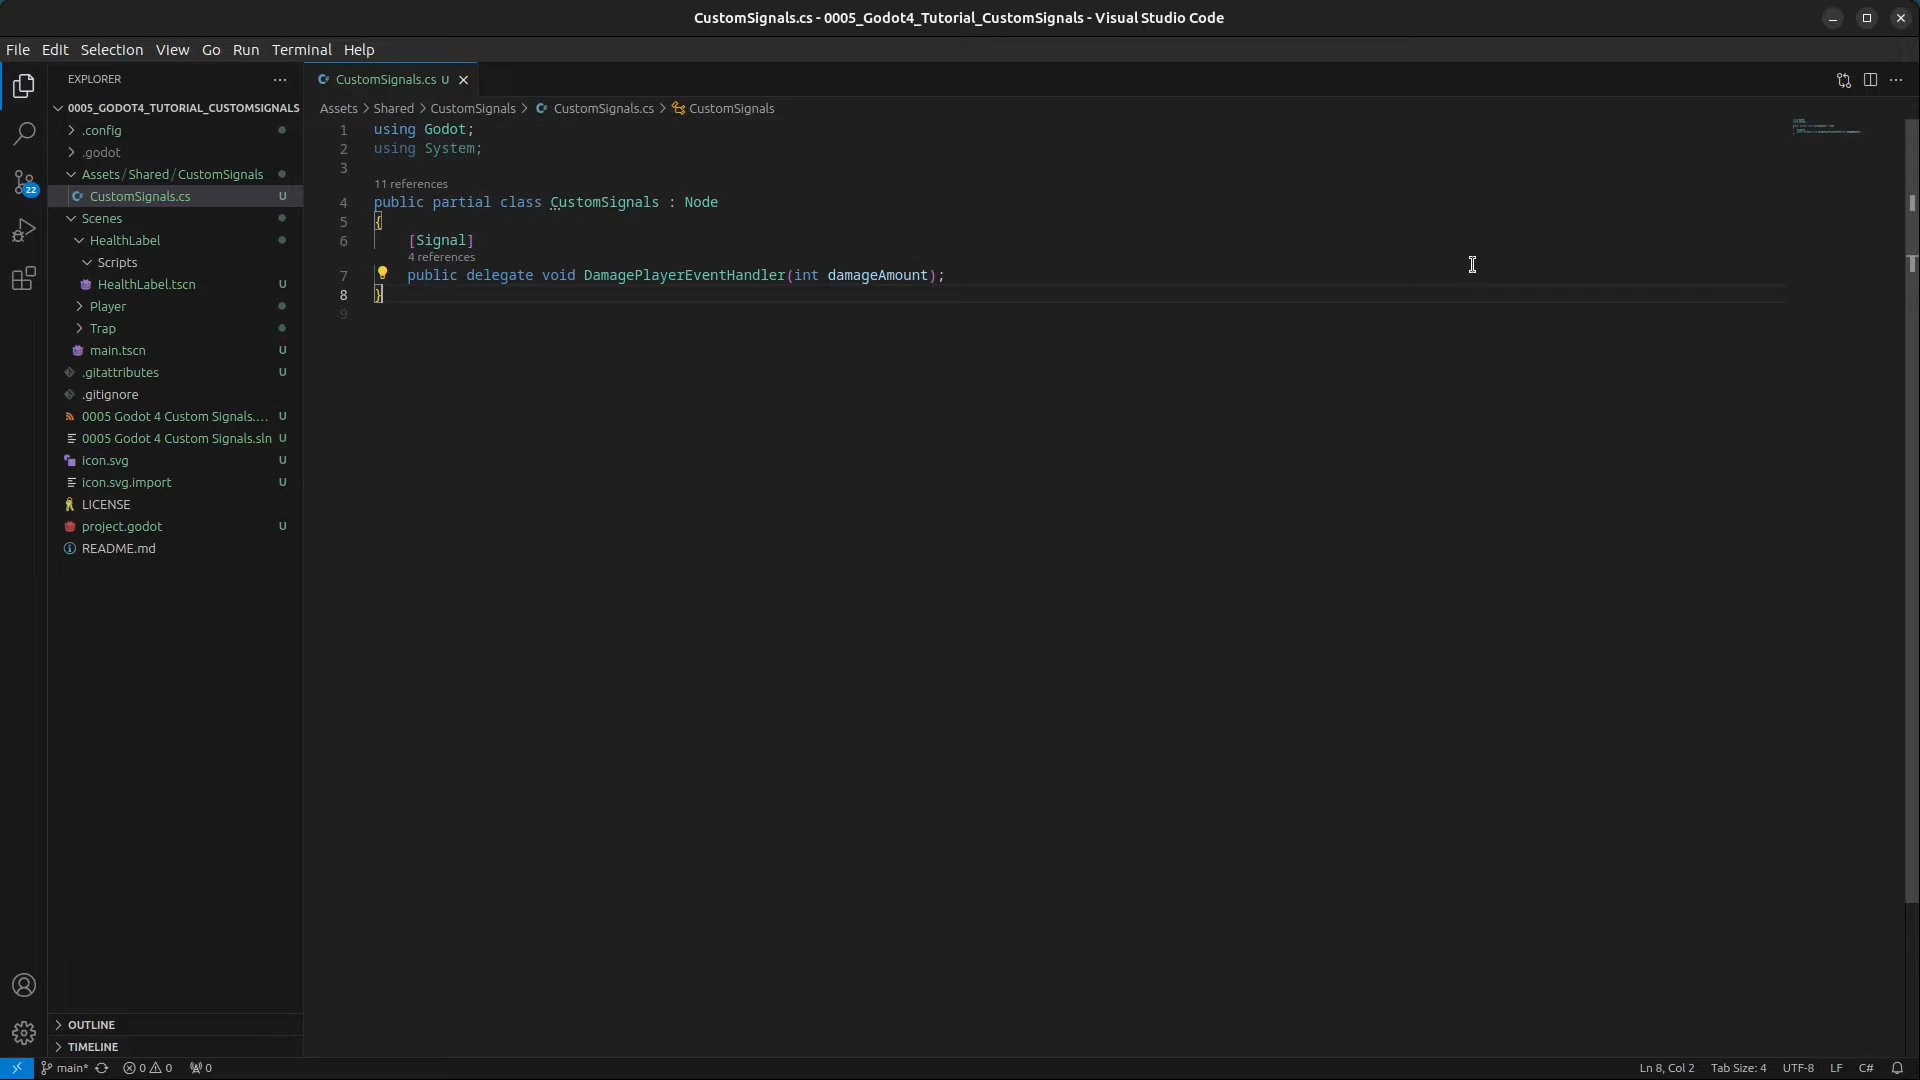 CustomSignals.cs - 0005_Godot4_Tutorial_CustomSignals - Visual Studio Code
File Edit Selection View Go Run Terminal Help
EXPLORER
0005_GODOT4_TUTORIAL_CUSTOMSIGNALS
.config
.godot
Assets / Shared / CustomSignals
CustomSignals.cs U
Scenes
HealthLabel
Scripts
HealthLabel.tscn U
Player
Trap
main.tscn U
.gitattributes U
.gitignore
0005 Godot 4 Custom Signals.... U
0005 Godot 4 Custom Signals.sln U
icon.svg U
icon.svg.import U
LICENSE
project.godot U
README.md
OUTLINE
TIMELINE
22
CustomSignals.cs U
Assets > Shared > CustomSignals > CustomSignals.cs > CustomSignals
1 using Godot;
2 using System;
3
11 references
4 public partial class CustomSignals : Node
5 {
6 [Signal]
4 references
7 public delegate void DamagePlayerEventHandler(int damageAmount);
8 }
9
main* 0 0 0 Ln 8, Col 2 Tab Size: 4 UTF-8 LF C#